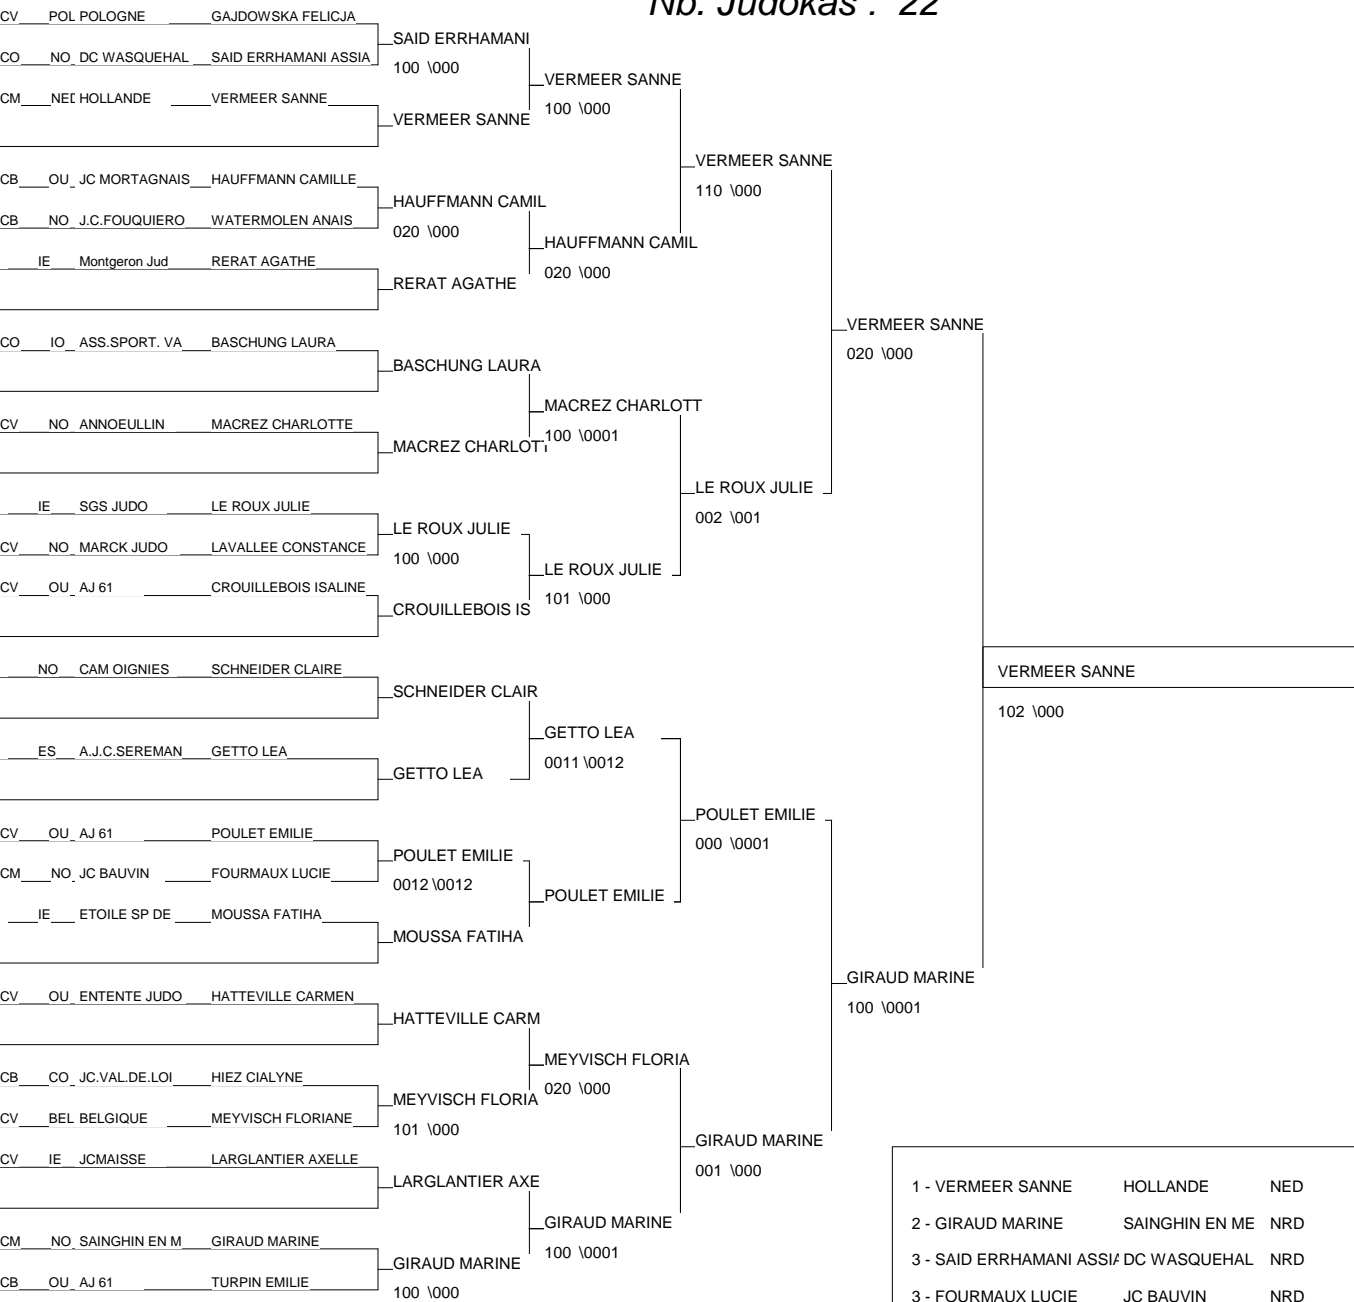 Nb. Judokas : 22
CV POL POLOGNE GAJDOWSKA FELICJA
SAID ERRHAMANI
CO NO DC WASQUEHAL SAID ERRHAMANI ASSIA
100 \000
VERMEER SANNE
CM NED HOLLANDE VERMEER SANNE
100 \000
VERMEER SANNE
VERMEER SANNE
CB OU JC MORTAGNAIS HAUFFMANN CAMILLE
110 \000
HAUFFMANN CAMIL
CB NO J.C.FOUQUIERO WATERMOLEN ANAIS
020 \000
HAUFFMANN CAMIL
IE Montgeron Jud RERAT AGATHE
020 \000
RERAT AGATHE
VERMEER SANNE
CO IO ASS.SPORT. VA BASCHUNG LAURA
020 \000
BASCHUNG LAURA
MACREZ CHARLOTT
CV NO ANNOEULLIN MACREZ CHARLOTTE
100 \0001
MACREZ CHARLOTT
LE ROUX JULIE
IE SGS JUDO LE ROUX JULIE
002 \001
LE ROUX JULIE
CV NO MARCK JUDO LAVALLEE CONSTANCE
100 \000
LE ROUX JULIE
CV OU AJ 61 CROUILLEBOIS ISALINE
101 \000
CROUILLEBOIS IS
NO CAM OIGNIES SCHNEIDER CLAIRE
VERMEER SANNE
SCHNEIDER CLAIR
102 \000
GETTO LEA
ES A.J.C.SEREMAN GETTO LEA
0011 \0012
GETTO LEA
POULET EMILIE
CV OU AJ 61 POULET EMILIE
000 \0001
POULET EMILIE
CM NO JC BAUVIN FOURMAUX LUCIE
0012 \0012
POULET EMILIE
IE ETOILE SP DE MOUSSA FATIHA
MOUSSA FATIHA
GIRAUD MARINE
CV OU ENTENTE JUDO HATTEVILLE CARMEN
100 \0001
HATTEVILLE CARM
MEYVISCH FLORIA
CB CO JC.VAL.DE.LOI HIEZ CIALYNE
020 \000
MEYVISCH FLORIA
CV BEL BELGIQUE MEYVISCH FLORIANE
101 \000
GIRAUD MARINE
CV IE JCMAISSE LARGLANTIER AXELLE
001 \000
LARGLANTIER AXE
1 - VERMEER SANNE HOLLANDE NED
GIRAUD MARINE
2 - GIRAUD MARINE SAINGHIN EN ME NRD
CM NO SAINGHIN EN M GIRAUD MARINE
100 \0001
3 - SAID ERRHAMANI ASSIA DC WASQUEHAL NRD
GIRAUD MARINE
CB OU AJ 61 TURPIN EMILIE
100 \000
3 - FOURMAUX LUCIE JC BAUVIN NRD